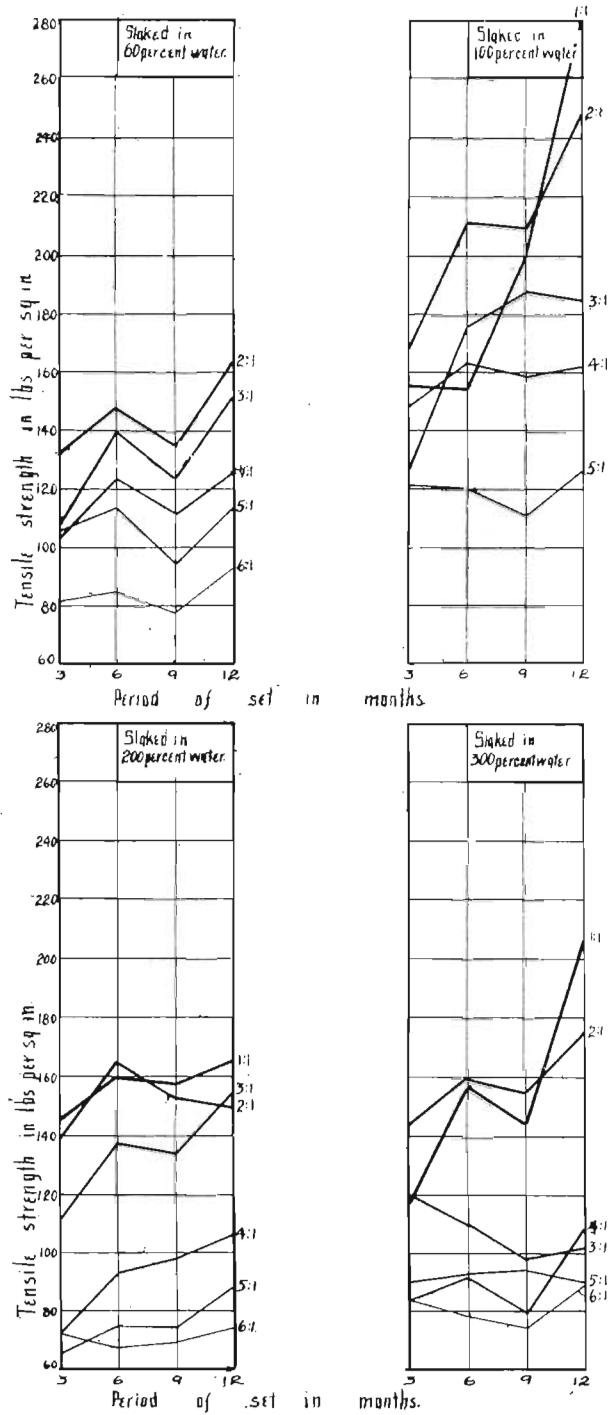 280
260
240
220
200
180
160
140
120
100
80
60
Tensile strength in lbs per sq in
Slaked in
60 percent water.
2:1
3:1
4:1
5:1
6:1
3 6 9 12
Slaked in
100 percent water
1:1
2:1
3:1
4:1
5:1
3 6 9 12
Period of set in months.
280
260
240
220
200
180
160
140
120
100
80
60
Tensile strength in lbs per sq in.
Slaked in
200 percent water.
1:1
3:1
2:1
4:1
5:1
6:1.
3 6 9 12
Slaked in
300 percent water
1:1
2:1
4:1
3:1
5:1
6:1
3 6 9 12
Period of set in months.